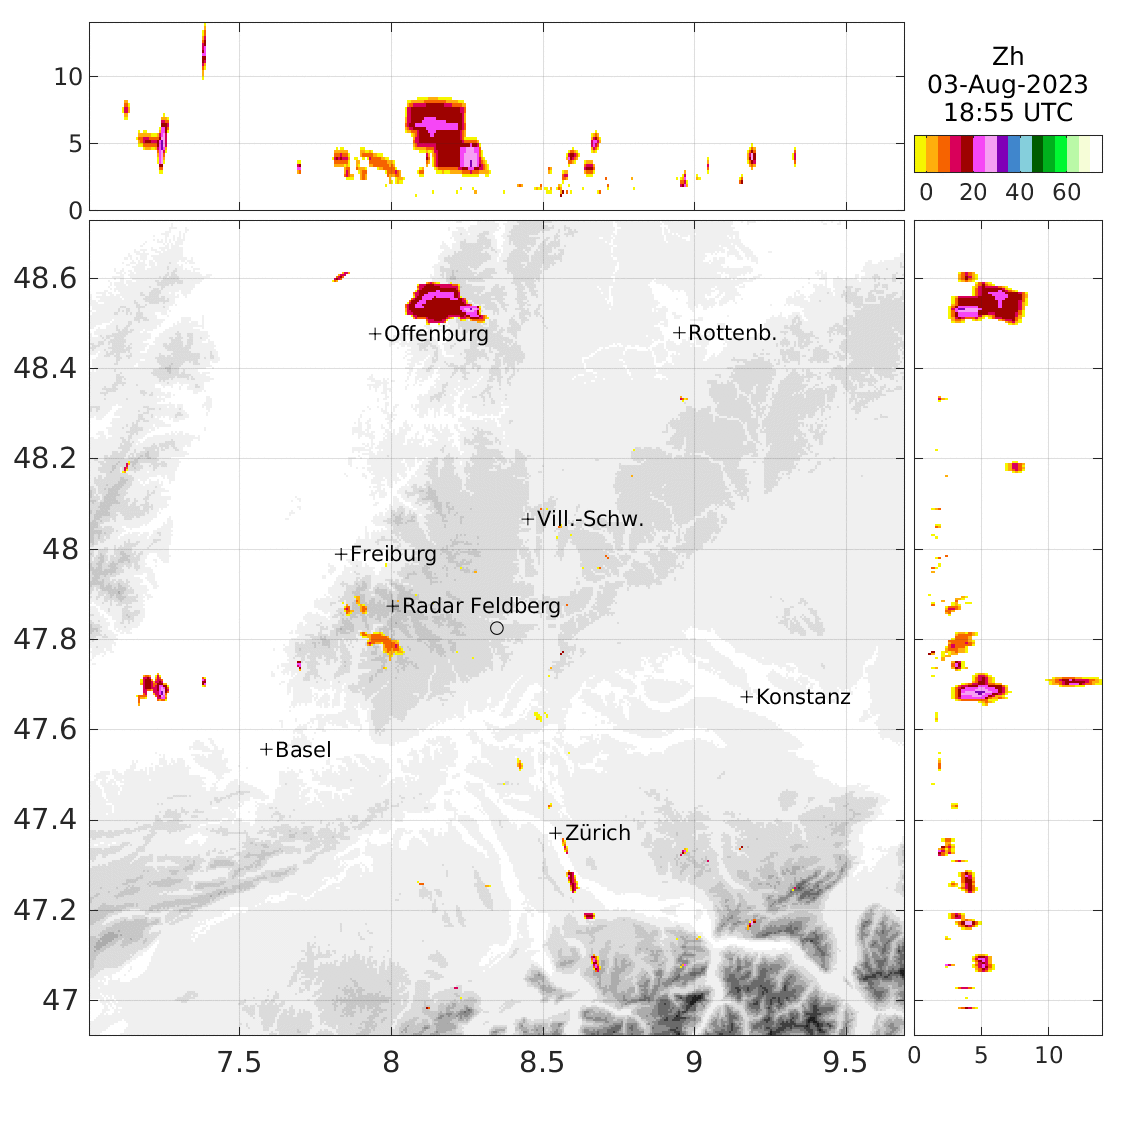 Zh
03-Aug-2023
18:55 UTC
0 20 40 60
10
5
0
48.6
48.4
48.2
48
47.8
47.6
47.4
47.2
47
+Offenburg
+Rottenb.
+Vill.-Schw.
+Freiburg
+Radar Feldberg
+Konstanz
+Basel
+Zürich
7.5 8 8.5 9 9.5
0 5 10